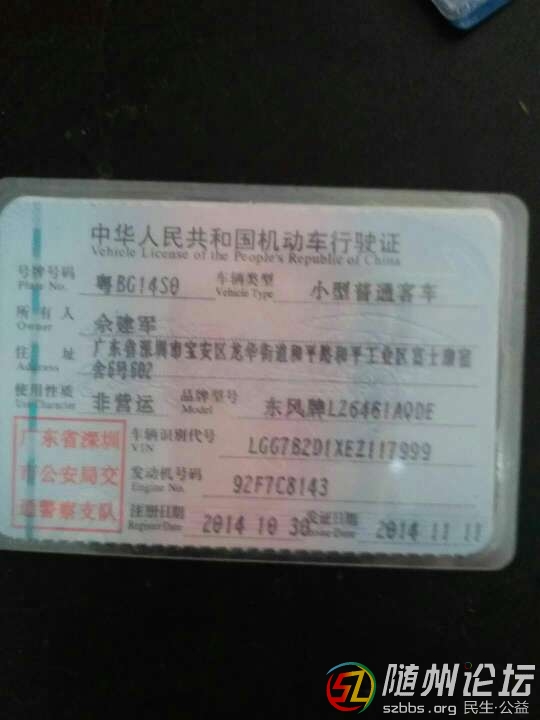 中华人民共和国机动车行驶证
Vehicle License of the People's Republic of China
号牌号码 粤BG14S0 车辆类型 小型普通客车
Plate No. Vehicle Type
所有人 佘建军
Owner
住址 广东省深圳市宝安区龙华街道和平路和平工业区富士康宿
Address 舍6号602
使用性质 非营运 品牌型号 东风牌LZ6461AQDE
Use Character Model
广东省深圳 车辆识别代号 LGG7B2D1XEZ117999
VIN
市公安局交 发动机号码 92F7C8143
Engine No.
通警察支队 注册日期 2014 10 30 发证日期 2014 11 11
Register Date Issue Date
随州论坛
szbbs.org 民生·公益